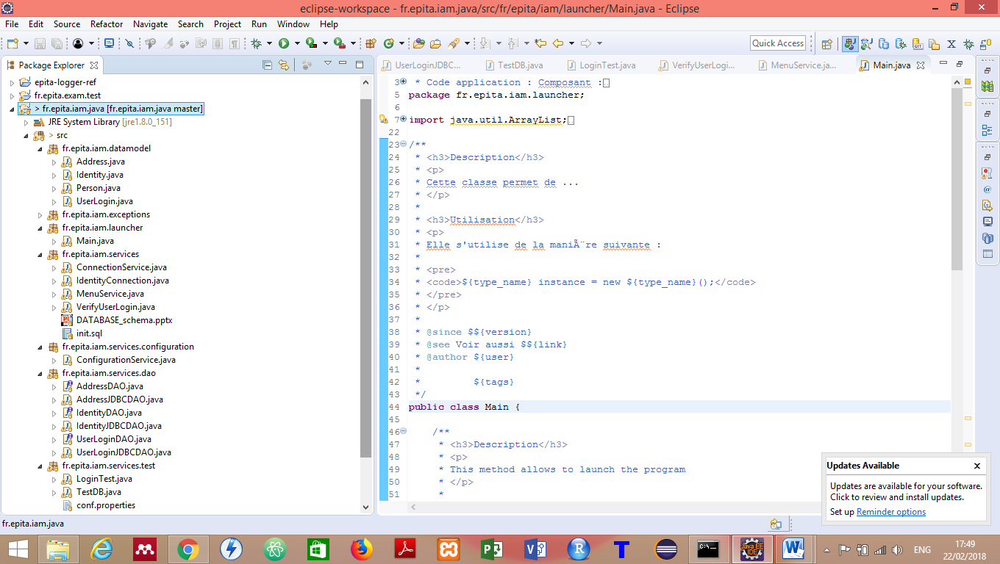 eclipse-workspace - fr.epita.iam.java/src/fr/epita/iam/launcher/Main.java - Eclipse
File Edit Source Refactor Navigate Search Project Run Window Help
Quick Access
Package Explorer
epita-logger-ref
fr.epita.exam.test
> fr.epita.iam.java [fr.epita.iam.java master]
JRE System Library [jre1.8.0_151]
> src
fr.epita.iam.datamodel
Address.java
Identity.java
Person.java
UserLogin.java
fr.epita.iam.exceptions
fr.epita.iam.launcher
Main.java
fr.epita.iam.services
ConnectionService.java
IdentityConnection.java
MenuService.java
VerifyUserLogin.java
DATABASE_schema.pptx
init.sql
fr.epita.iam.services.configuration
ConfigurationService.java
fr.epita.iam.services.dao
AddressDAO.java
AddressJDBCDAO.java
IdentityDAO.java
IdentityJDBCDAO.java
UserLoginDAO.java
UserLoginJDBCDAO.java
fr.epita.iam.services.test
LoginTest.java
TestDB.java
conf.properties
UserLoginJDBC... TestDB.java LoginTest.java VerifyUserLogi... MenuService.ja... Main.java
3 * Code application : Composant :
5 package fr.epita.iam.launcher;
6
7 import java.util.ArrayList;
22
23 /**
24 * <h3>Description</h3>
25 * <p>
26 * Cette classe permet de ...
27 * </p>
28 *
29 * <h3>Utilisation</h3>
30 * <p>
31 * Elle s'utilise de la maniÃ¨re suivante :
32 *
33 * <pre>
34 * <code>${type_name} instance = new ${type_name}();</code>
35 * </pre>
36 * </p>
37 *
38 * @since $${version}
39 * @see Voir aussi $${link}
40 * @author ${user}
41 *
42 * ${tags}
43 */
44 public class Main {
45
46 /**
47 * <h3>Description</h3>
48 * <p>
49 * This method allows to launch the program
50 * </p>
51 *
Updates Available
Updates are available for your software.
Click to review and install updates.
Set up Reminder options
fr.epita.iam.java
ENG
17:49
22/02/2018